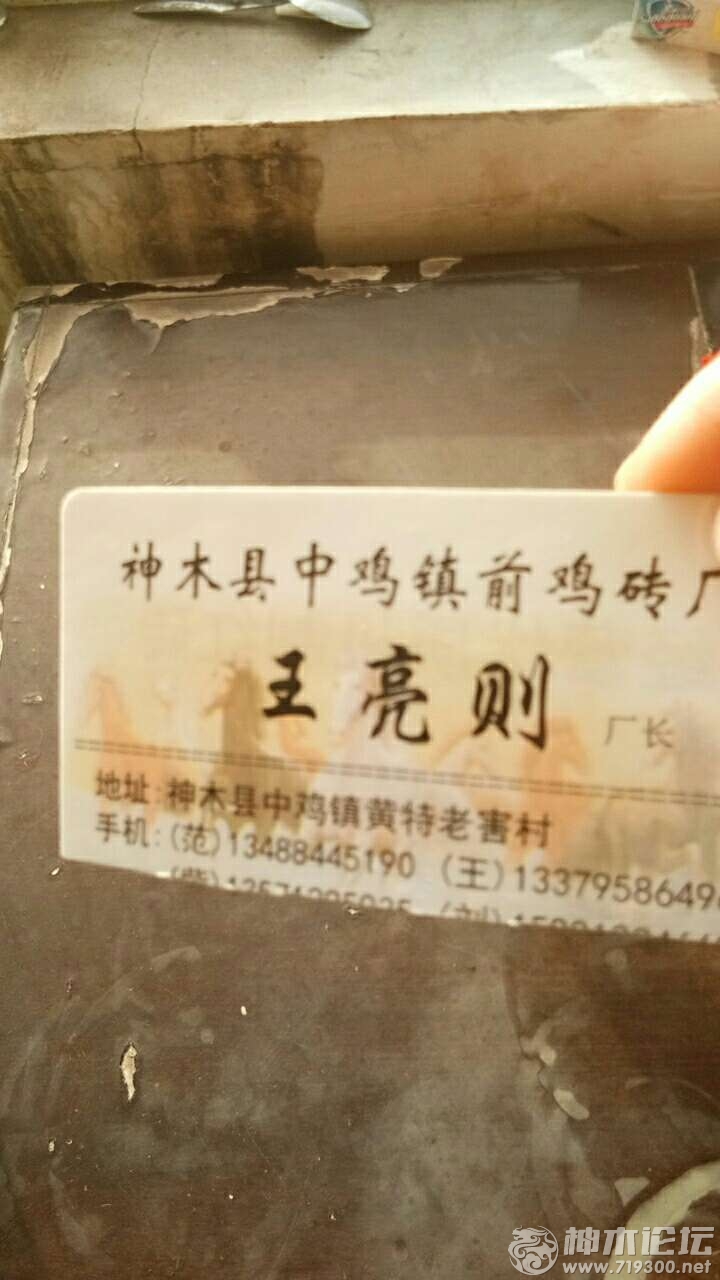 神木县中鸡镇前鸡砖厂
王亮则 厂长
地址:神木县中鸡镇黄特老害村
手机:(范)13488445190 (王)1337958649
神木论坛
www.719300.net